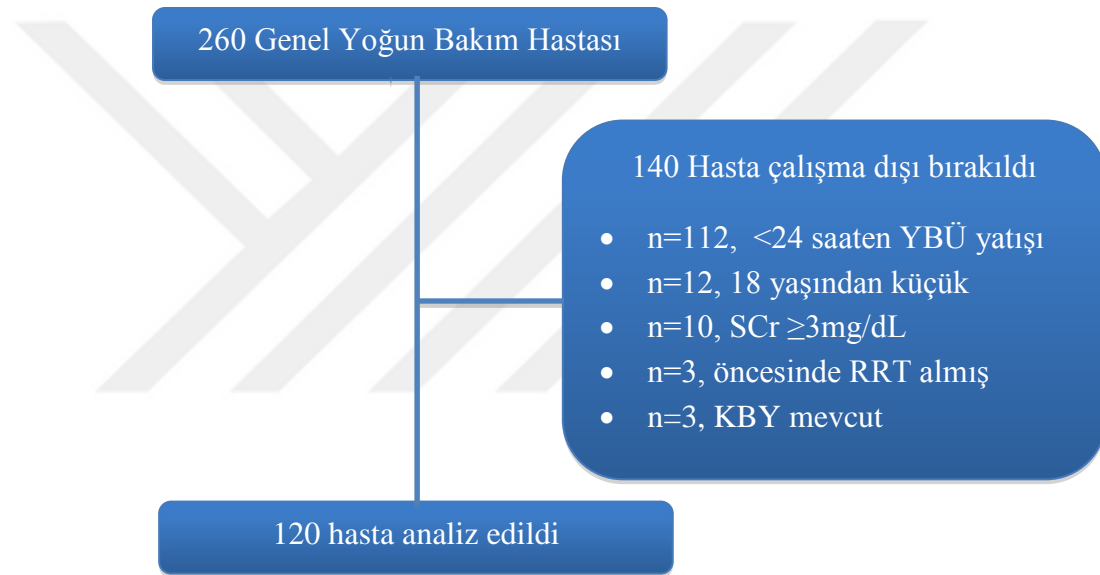 260 Genel Yoğun Bakım Hastası
140 Hasta çalışma dışı bırakıldı
• n=112, <24 saaten YBÜ yatışı
• n=12, 18 yaşından küçük
• n=10, SCr ≥3mg/dL
• n=3, öncesinde RRT almış
• n=3, KBY mevcut
120 hasta analiz edildi